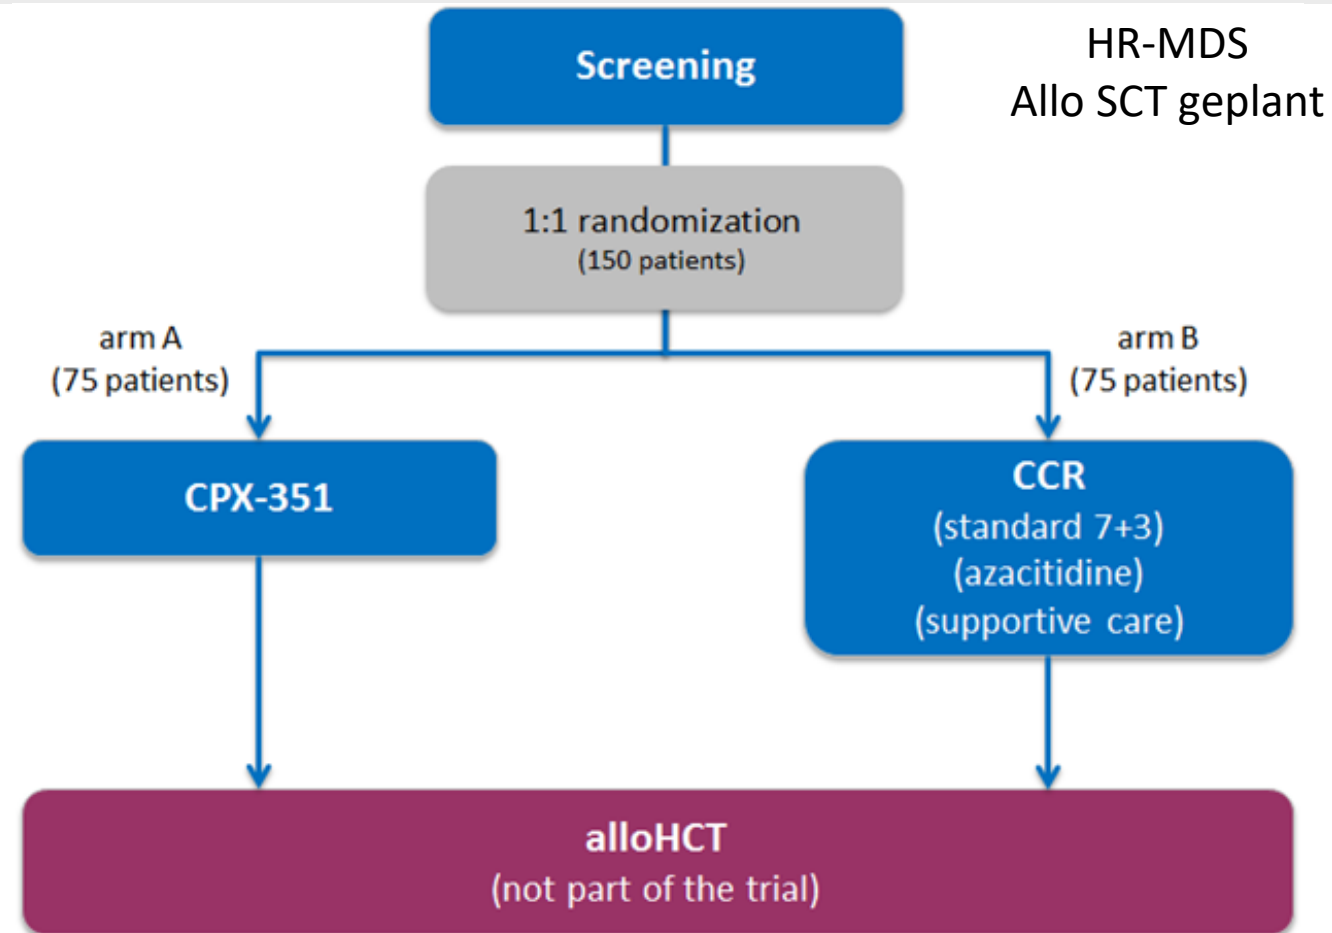 Screening
HR-MDS
Allo SCT geplant
1:1 randomization
(150 patients)
arm A
(75 patients)
arm B
(75 patients)
CPX-351
CCR
(standard 7+3)
(azacitidine)
(supportive care)
alloHCT
(not part of the trial)